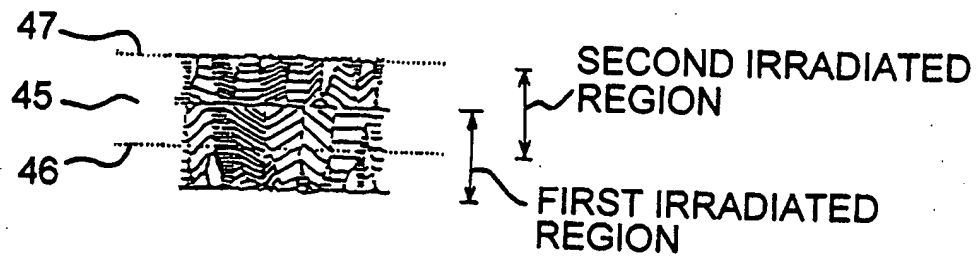 47
45
46
SECOND IRRADIATED
REGION
FIRST IRRADIATED
REGION